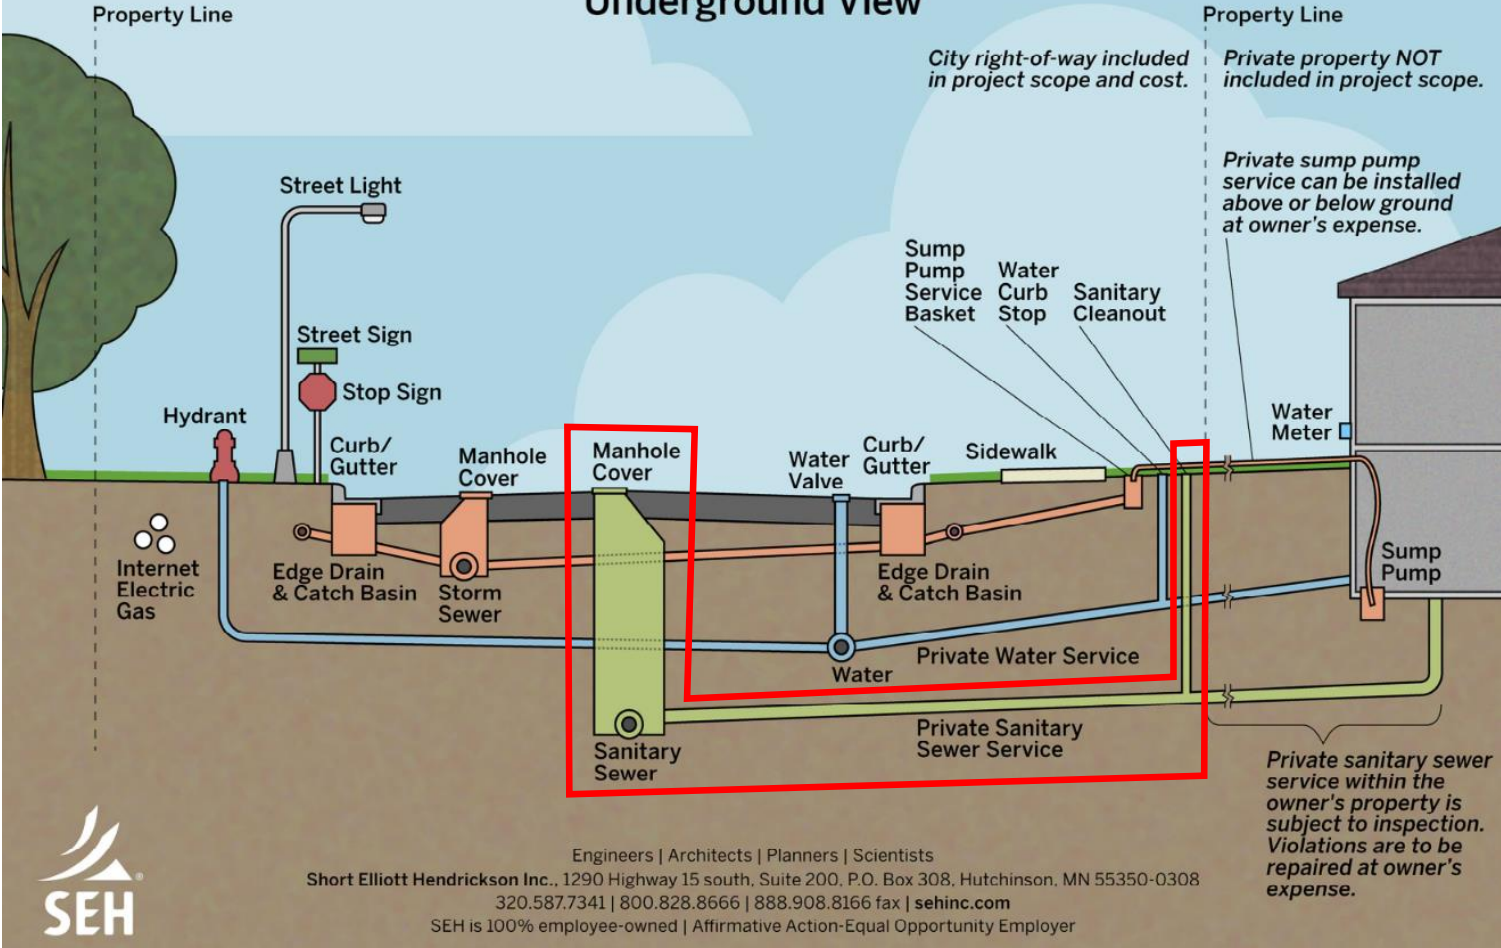 Underground View
Property Line
Property Line
City right-of-way included
in project scope and cost.
Private property NOT
included in project scope.
Private sump pump
service can be installed
above or below ground
at owner's expense.
Street Light
Sump
Pump
Service
Basket
Water
Curb
Stop
Sanitary
Cleanout
Street Sign
Stop Sign
Hydrant
Curb/
Gutter
Manhole
Cover
Manhole
Cover
Water
Valve
Curb/
Gutter
Sidewalk
Water
Meter
Internet
Electric
Gas
Edge Drain
& Catch Basin
Storm
Sewer
Edge Drain
& Catch Basin
Sump
Pump
Water
Private Water Service
Sanitary
Sewer
Private Sanitary
Sewer Service
Private sanitary sewer
service within the
owner's property is
subject to inspection.
Violations are to be
repaired at owner's
expense.
SEH®
Engineers | Architects | Planners | Scientists
Short Elliott Hendrickson Inc., 1290 Highway 15 south, Suite 200, P.O. Box 308, Hutchinson, MN 55350-0308
320.587.7341 | 800.828.8666 | 888.908.8166 fax | sehinc.com
SEH is 100% employee-owned | Affirmative Action-Equal Opportunity Employer